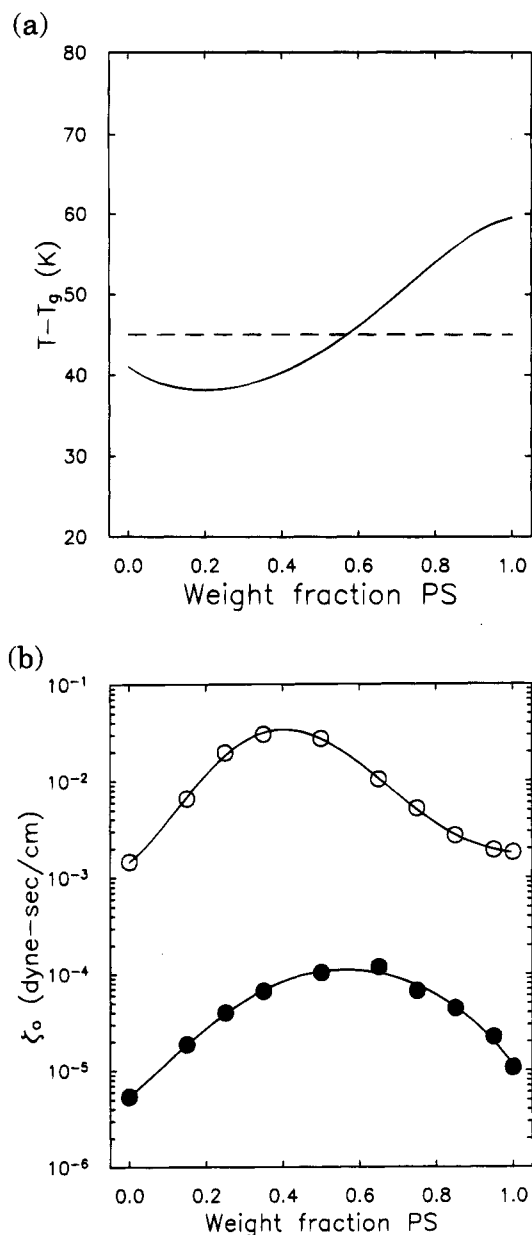 (a)
80
70
60
50
40
30
20
T−Tg (K)
0.0 0.2 0.4 0.6 0.8 1.0
Weight fraction PS
(b)
10⁻¹
10⁻²
10⁻³
10⁻⁴
10⁻⁵
10⁻⁶
ζo (dyne−sec/cm)
0.0 0.2 0.4 0.6 0.8 1.0
Weight fraction PS